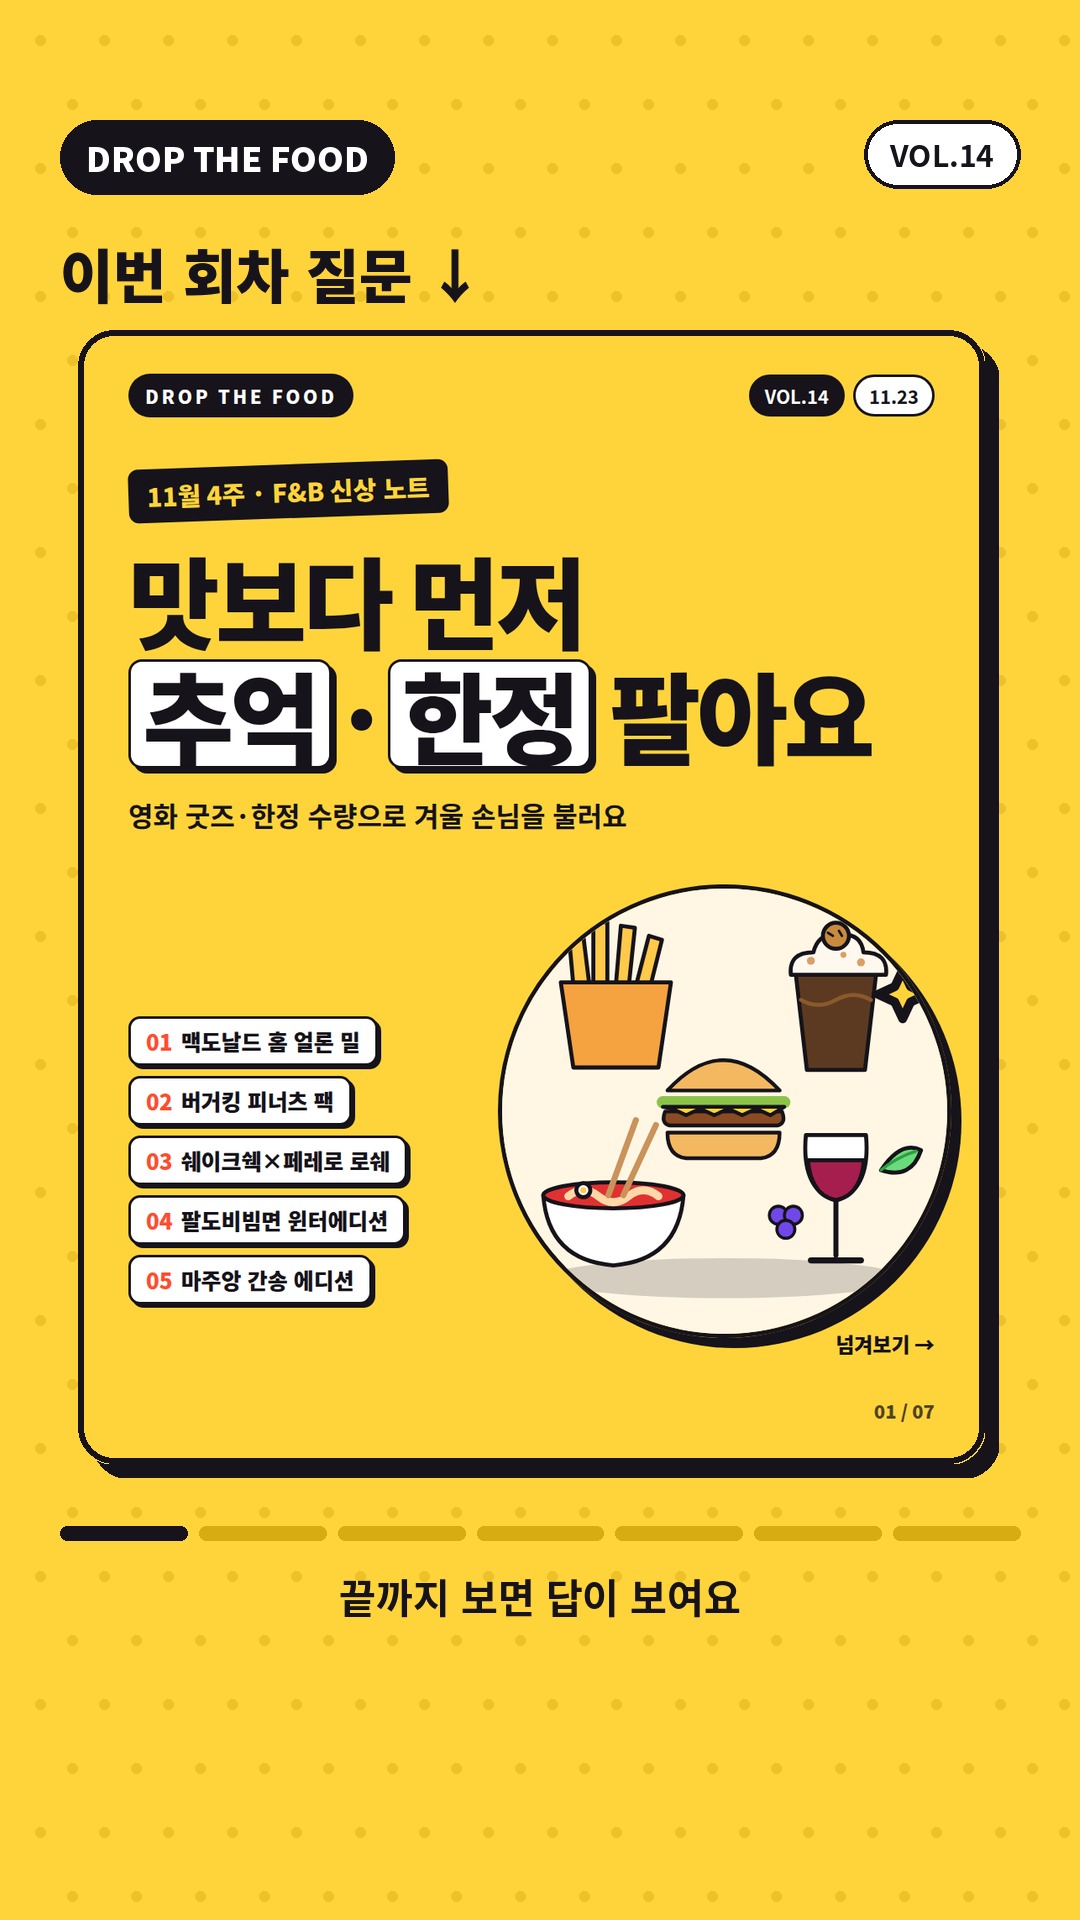 DROP THE FOOD
VOL.14
이번 회차 질문 ↓
DROP THE FOOD
VOL.14 11.23
11월 4주 · F&B 신상 노트
맛보다 먼저
추억·한정 팔아요
영화 굿즈·한정 수량으로 겨울 손님을 불러요
01 맥도날드 홈 얼론 밀
02 버거킹 피너츠 팩
03 쉐이크쉑×페레로 로쉐
04 팔도비빔면 윈터에디션
05 마주앙 간송 에디션
넘겨보기 →
01 / 07
끝까지 보면 답이 보여요